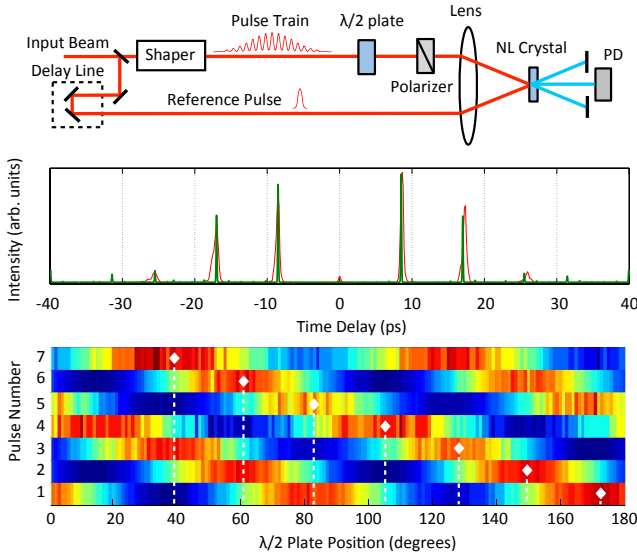 Pulse Train
λ/2 plate
Lens
Input Beam
Shaper
NL Crystal
PD
Delay Line
Polarizer
Reference Pulse
Intensity (arb. units)
-40 -30 -20 -10 0 10 20 30 40
Time Delay (ps)
Pulse Number
7
6
5
4
3
2
1
0 20 40 60 80 100 120 140 160 180
λ/2 Plate Position (degrees)